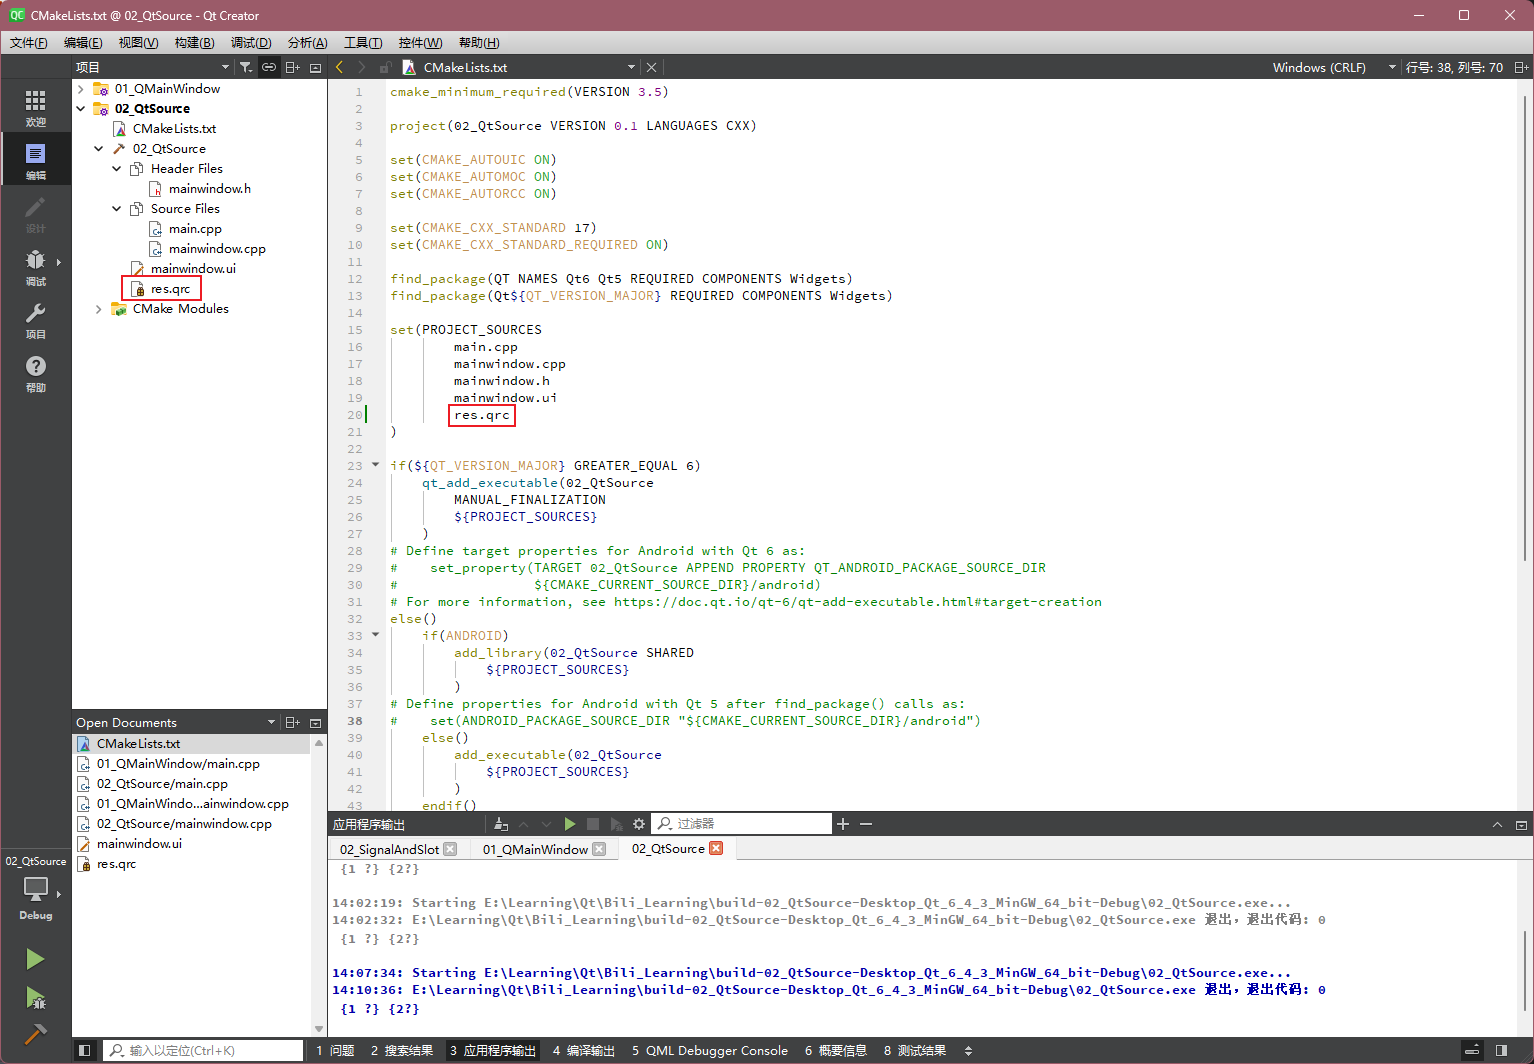 CMakeLists.txt @ 02_QtSource - Qt Creator
文件(F) 编辑(E) 视图(V) 构建(B) 调试(D) 分析(A) 工具(T) 控件(W) 帮助(H)
项目
CMakeLists.txt
Windows (CRLF)
行号: 38, 列号: 70
欢迎
编辑
设计
调试
项目
帮助
01_QMainWindow
02_QtSource
CMakeLists.txt
02_QtSource
Header Files
mainwindow.h
Source Files
main.cpp
mainwindow.cpp
mainwindow.ui
res.qrc
CMake Modules
1 cmake_minimum_required(VERSION 3.5)
2
3 project(02_QtSource VERSION 0.1 LANGUAGES CXX)
4
5 set(CMAKE_AUTOUIC ON)
6 set(CMAKE_AUTOMOC ON)
7 set(CMAKE_AUTORCC ON)
8
9 set(CMAKE_CXX_STANDARD 17)
10 set(CMAKE_CXX_STANDARD_REQUIRED ON)
11
12 find_package(QT NAMES Qt6 Qt5 REQUIRED COMPONENTS Widgets)
13 find_package(Qt${QT_VERSION_MAJOR} REQUIRED COMPONENTS Widgets)
14
15 set(PROJECT_SOURCES
16 main.cpp
17 mainwindow.cpp
18 mainwindow.h
19 mainwindow.ui
20 res.qrc
21 )
22
23 if(${QT_VERSION_MAJOR} GREATER_EQUAL 6)
24 qt_add_executable(02_QtSource
25 MANUAL_FINALIZATION
26 ${PROJECT_SOURCES}
27 )
28 # Define target properties for Android with Qt 6 as:
29 # set_property(TARGET 02_QtSource APPEND PROPERTY QT_ANDROID_PACKAGE_SOURCE_DIR
30 # ${CMAKE_CURRENT_SOURCE_DIR}/android)
31 # For more information, see https://doc.qt.io/qt-6/qt-add-executable.html#target-creation
32 else()
33 if(ANDROID)
34 add_library(02_QtSource SHARED
35 ${PROJECT_SOURCES}
36 )
37 # Define properties for Android with Qt 5 after find_package() calls as:
38 # set(ANDROID_PACKAGE_SOURCE_DIR "${CMAKE_CURRENT_SOURCE_DIR}/android")
39 else()
40 add_executable(02_QtSource
41 ${PROJECT_SOURCES}
42 )
43 endif()
Open Documents
CMakeLists.txt
01_QMainWindow/main.cpp
02_QtSource/main.cpp
01_QMainWindo...ainwindow.cpp
02_QtSource/mainwindow.cpp
mainwindow.ui
res.qrc
02_QtSource
Debug
应用程序输出
过滤器
02_SignalAndSlot 01_QMainWindow 02_QtSource
{1 ?} {2?}
14:02:19: Starting E:\Learning\Qt\Bili_Learning\build-02_QtSource-Desktop_Qt_6_4_3_MinGW_64_bit-Debug\02_QtSource.exe...
14:02:32: E:\Learning\Qt\Bili_Learning\build-02_QtSource-Desktop_Qt_6_4_3_MinGW_64_bit-Debug\02_QtSource.exe 退出，退出代码: 0
{1 ?} {2?}
14:07:34: Starting E:\Learning\Qt\Bili_Learning\build-02_QtSource-Desktop_Qt_6_4_3_MinGW_64_bit-Debug\02_QtSource.exe...
14:10:36: E:\Learning\Qt\Bili_Learning\build-02_QtSource-Desktop_Qt_6_4_3_MinGW_64_bit-Debug\02_QtSource.exe 退出，退出代码: 0
{1 ?} {2?}
输入以定位(Ctrl+K)
1 问题 2 搜索结果 3 应用程序输出 4 编译输出 5 QML Debugger Console 6 概要信息 8 测试结果